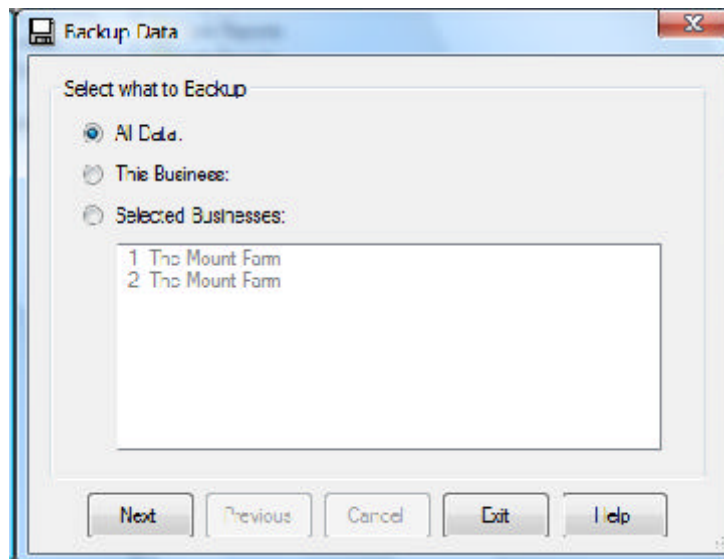 Backup Data
Select what to Backup
All Data.
This Business:
Selected Businesses:
1 The Mount Farm
2 The Mount Farm
Next
Previous
Cancel
Exit
Help